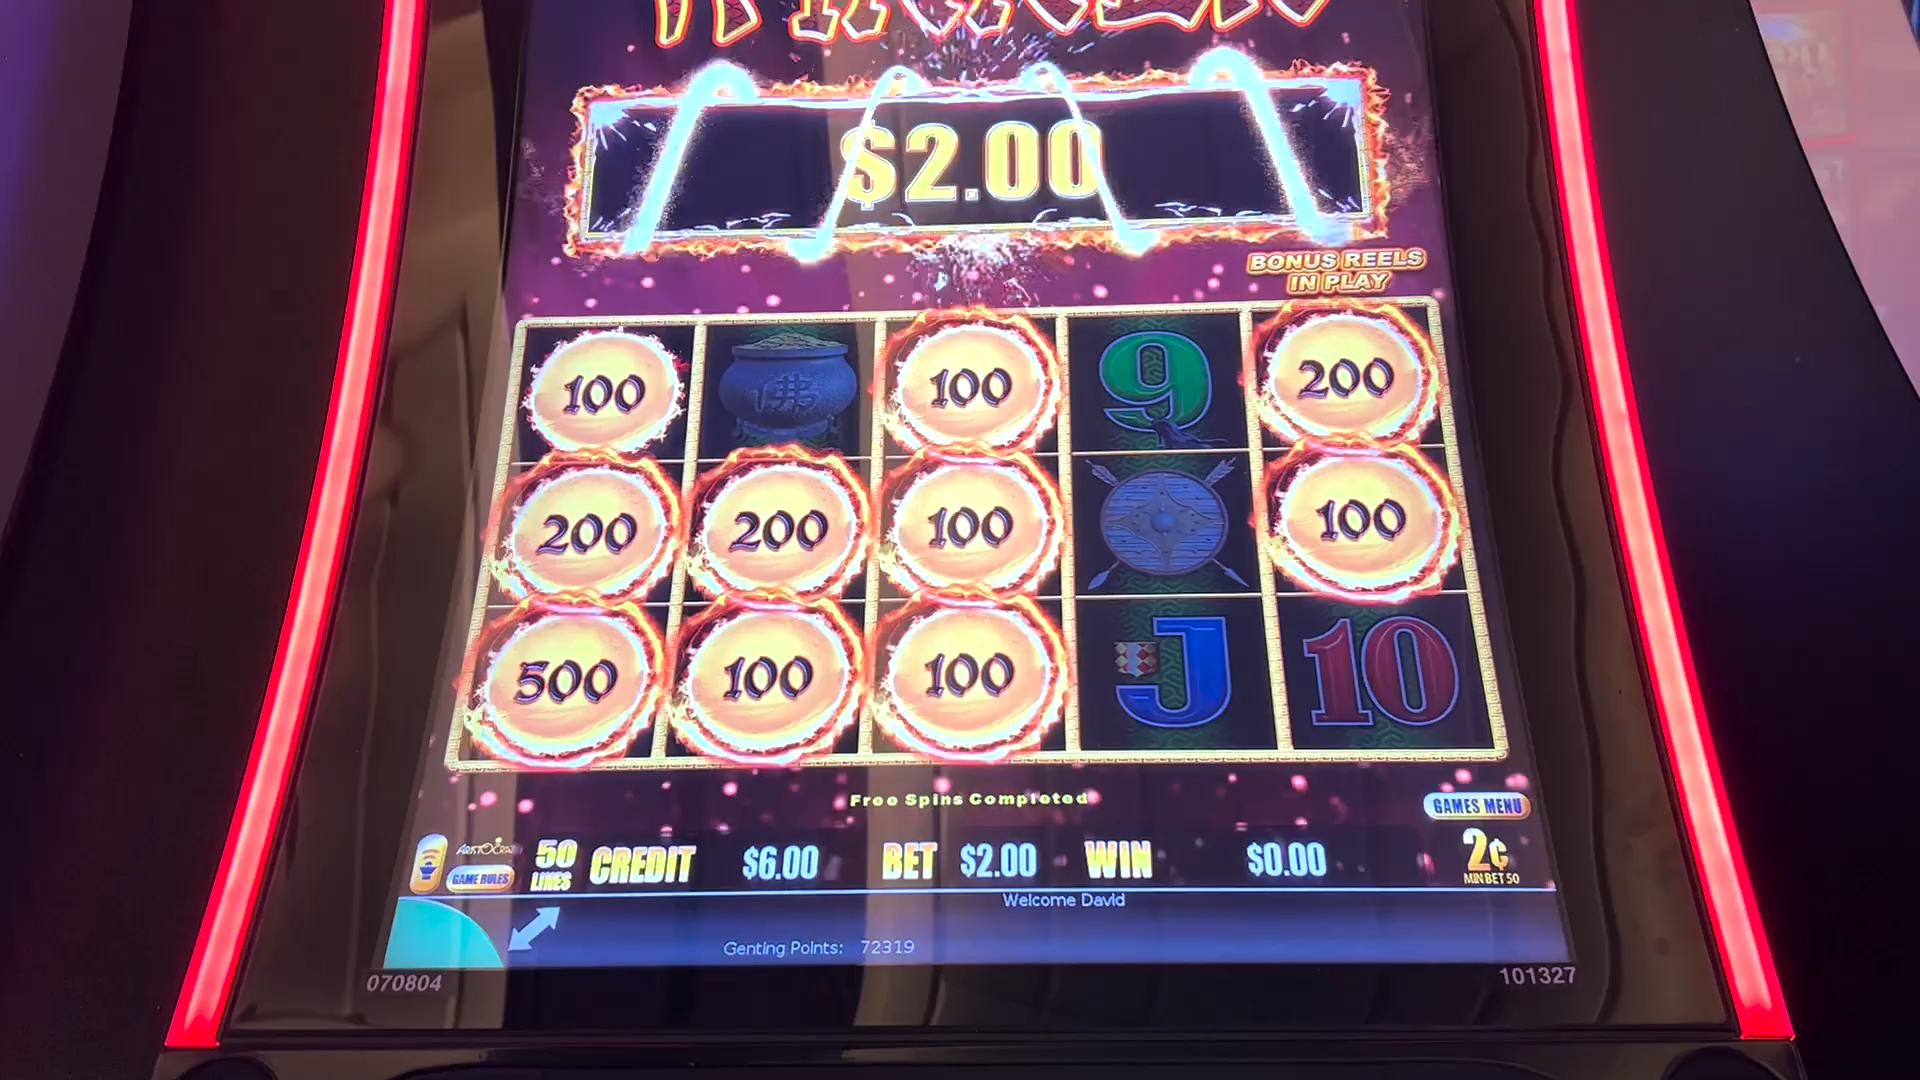 $2.00
BONUS REELS
IN PLAY
100 100 9 200
200 200 100 100
500 100 100 J 10
Free Spins Completed
GAMES MENU
ARISTOCRAT
GAME RULES
50
LINES
CREDIT $6.00 BET $2.00 WIN $0.00
2¢
MIN BET 50
Welcome David
Genting Points: 72319
070804
101327